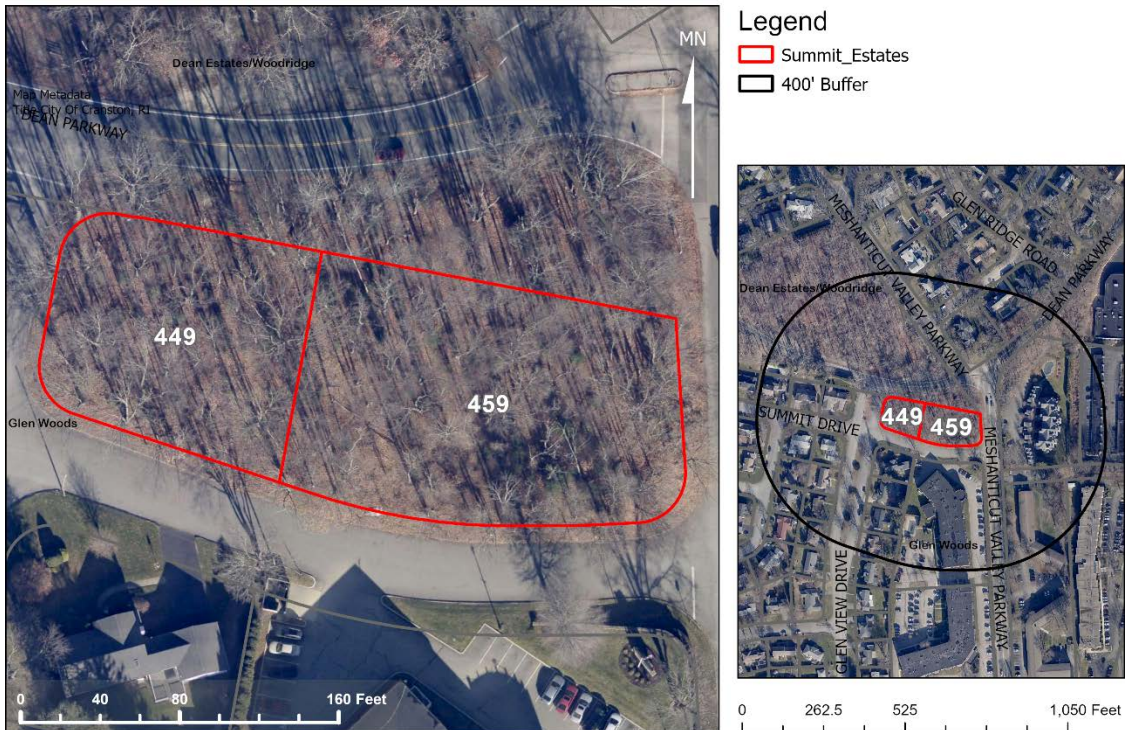 Dean Estates/Woodridge
MN
Map Metadata
Title City Of Cranston, RI
DEAN PARKWAY
449
459
Glen Woods
0 40 80 160 Feet
Legend
Summit_Estates
400' Buffer
GLEN RIDGE ROAD
MESHANTICUT VALLEY PARKWAY
DEAN PARKWAY
Dean Estates/Woodridge
449
459
SUMMIT DRIVE
MESHANTICUT VALLEY PARKWAY
Glen Woods
GLEN VIEW DRIVE
0 262.5 525 1,050 Feet